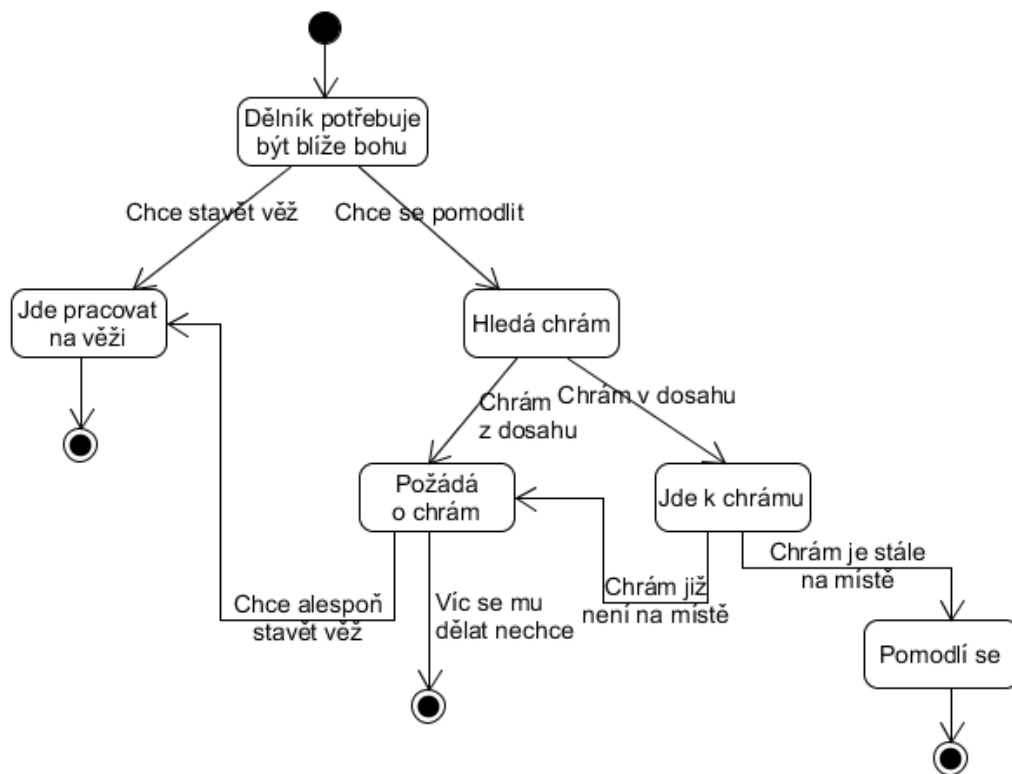 Dělník potřebuje
být blíže bohu
Chce stavět věž
Chce se pomodlit
Jde pracovat
na věži
Hledá chrám
Chrám
z dosahu
Chrám v dosahu
Požádá
o chrám
Jde k chrámu
Chce alespoň
stavět věž
Víc se mu
dělat nechce
Chrám již
není na místě
Chrám je stále
na místě
Pomodlí se